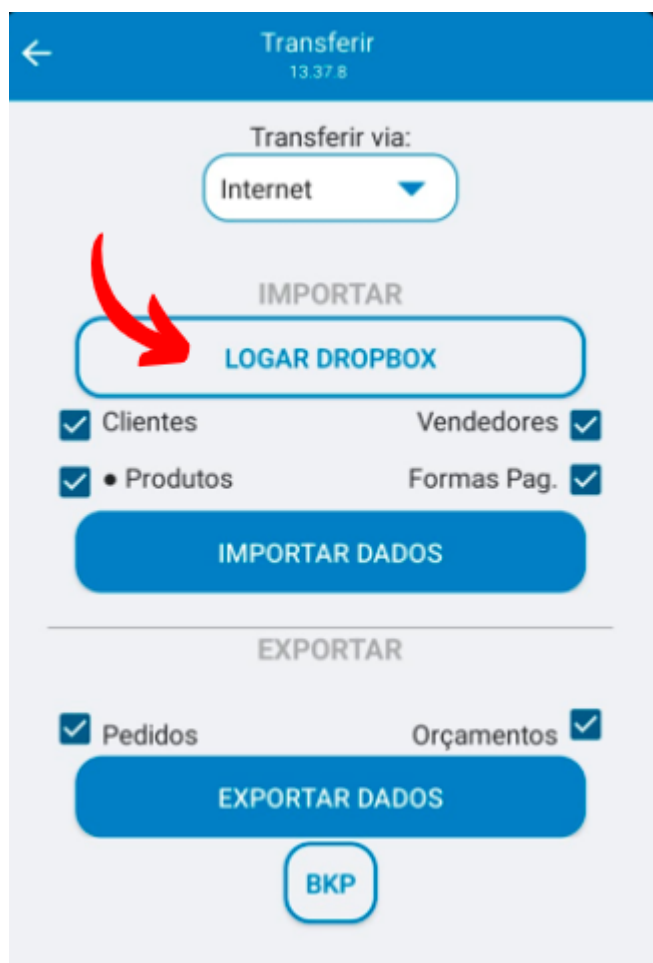 Transferir
13.37.8
Transferir via:
Internet
IMPORTAR
LOGAR DROPBOX
Clientes Vendedores
• Produtos Formas Pag.
IMPORTAR DADOS
EXPORTAR
Pedidos Orçamentos
EXPORTAR DADOS
BKP